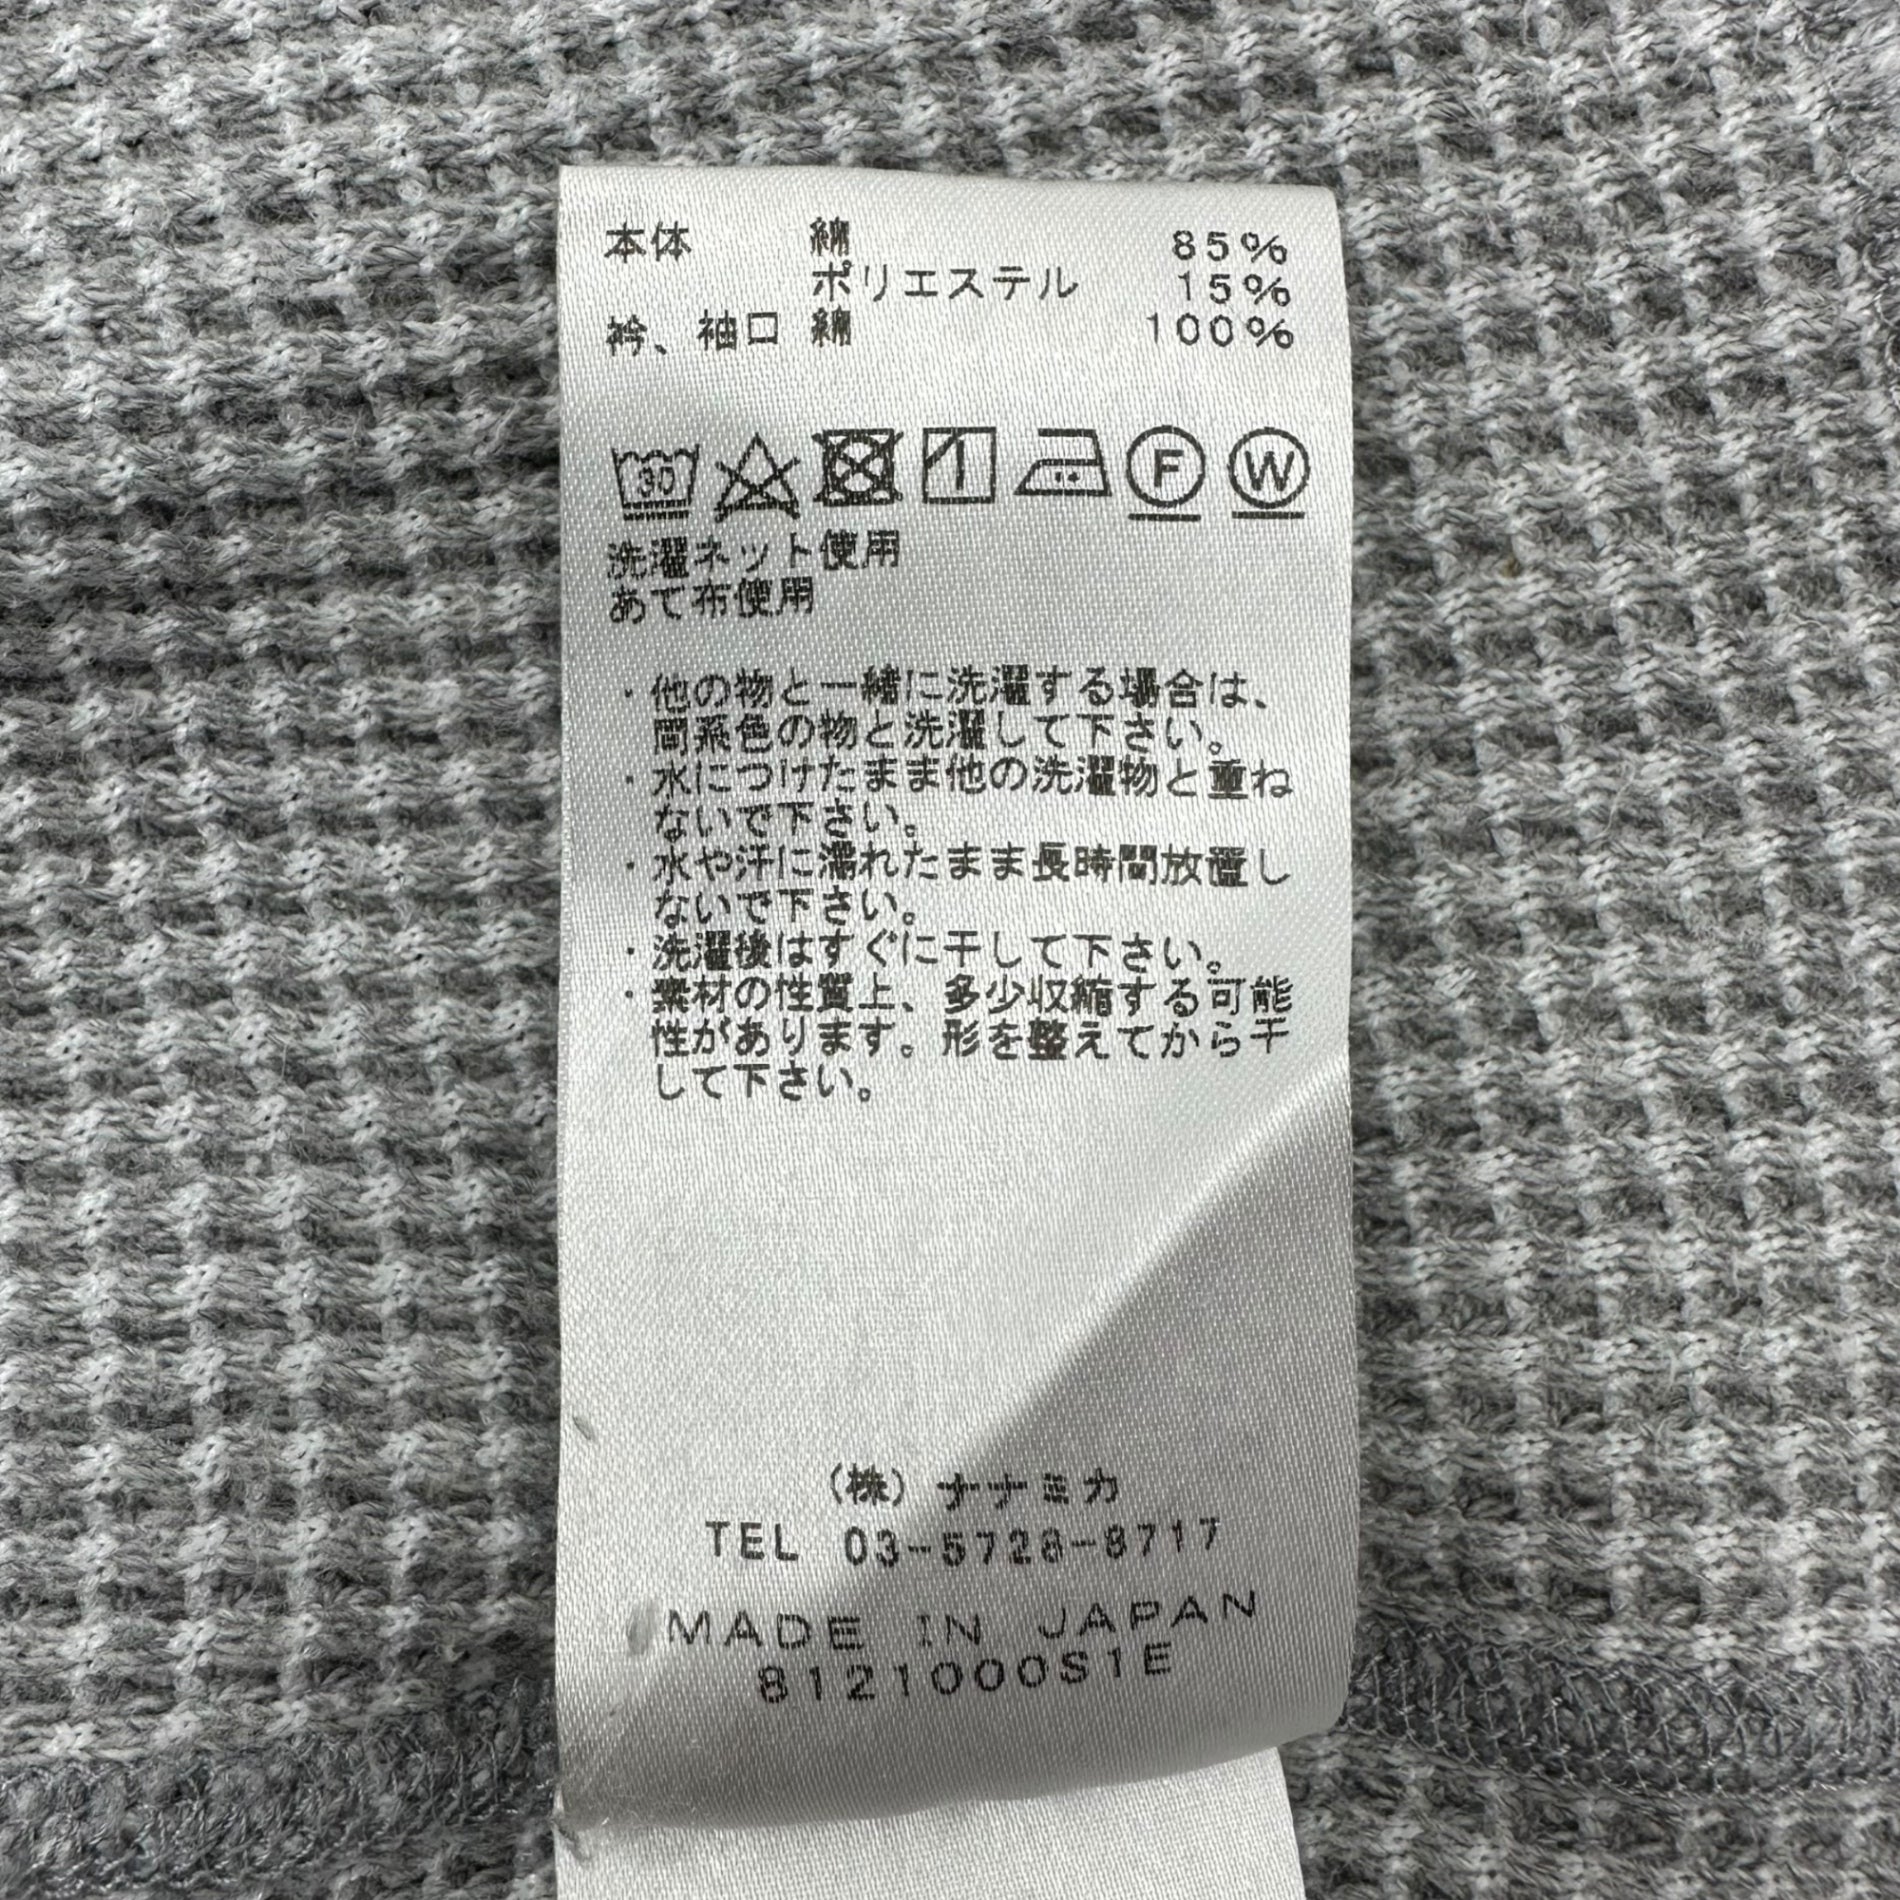 本体 綿 85%
ポリエステル 15%
衿、袖口 綿 100%
30 F W
洗濯ネット使用
あて布使用
・他の物と一緒に洗濯する場合は、
同系色の物と洗濯して下さい。
・水につけたまま他の洗濯物と重ね
ないで下さい。
・水や汗に濡れたまま長時間放置し
ないで下さい。
・洗濯後はすぐに干して下さい。
・素材の性質上、多少収縮する可能
性があります。形を整えてから干
して下さい。
(株) ナナミカ
TEL 03-5728-8717
MADE IN JAPAN
8121000S1E